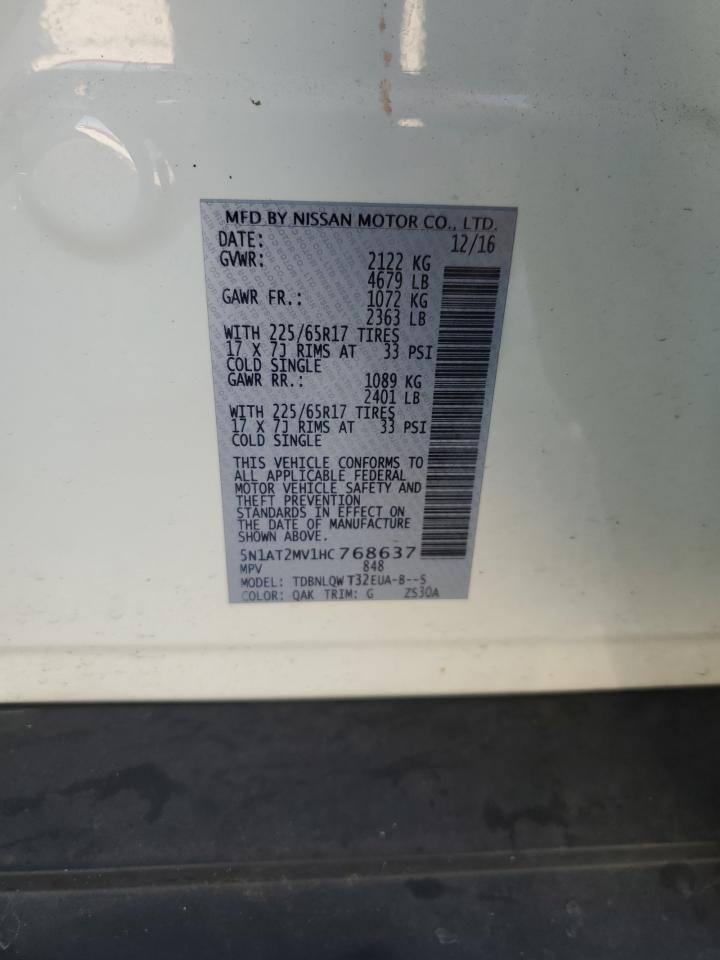 MFD BY NISSAN MOTOR CO., LTD.
DATE: 12/16
GVWR: 2122 KG
4679 LB
GAWR FR.: 1072 KG
2363 LB
WITH 225/65R17 TIRES
17 X 7J RIMS AT 33 PSI
COLD SINGLE
GAWR RR.: 1089 KG
2401 LB
WITH 225/65R17 TIRES
17 X 7J RIMS AT 33 PSI
COLD SINGLE
THIS VEHICLE CONFORMS TO
ALL APPLICABLE FEDERAL
MOTOR VEHICLE SAFETY AND
THEFT PREVENTION
STANDARDS IN EFFECT ON
THE DATE OF MANUFACTURE
SHOWN ABOVE.
5N1AT2MV1HC768637
MPV 848
MODEL: TDBNLQW T32EUA-B--S
COLOR: QAK TRIM: G ZS30A